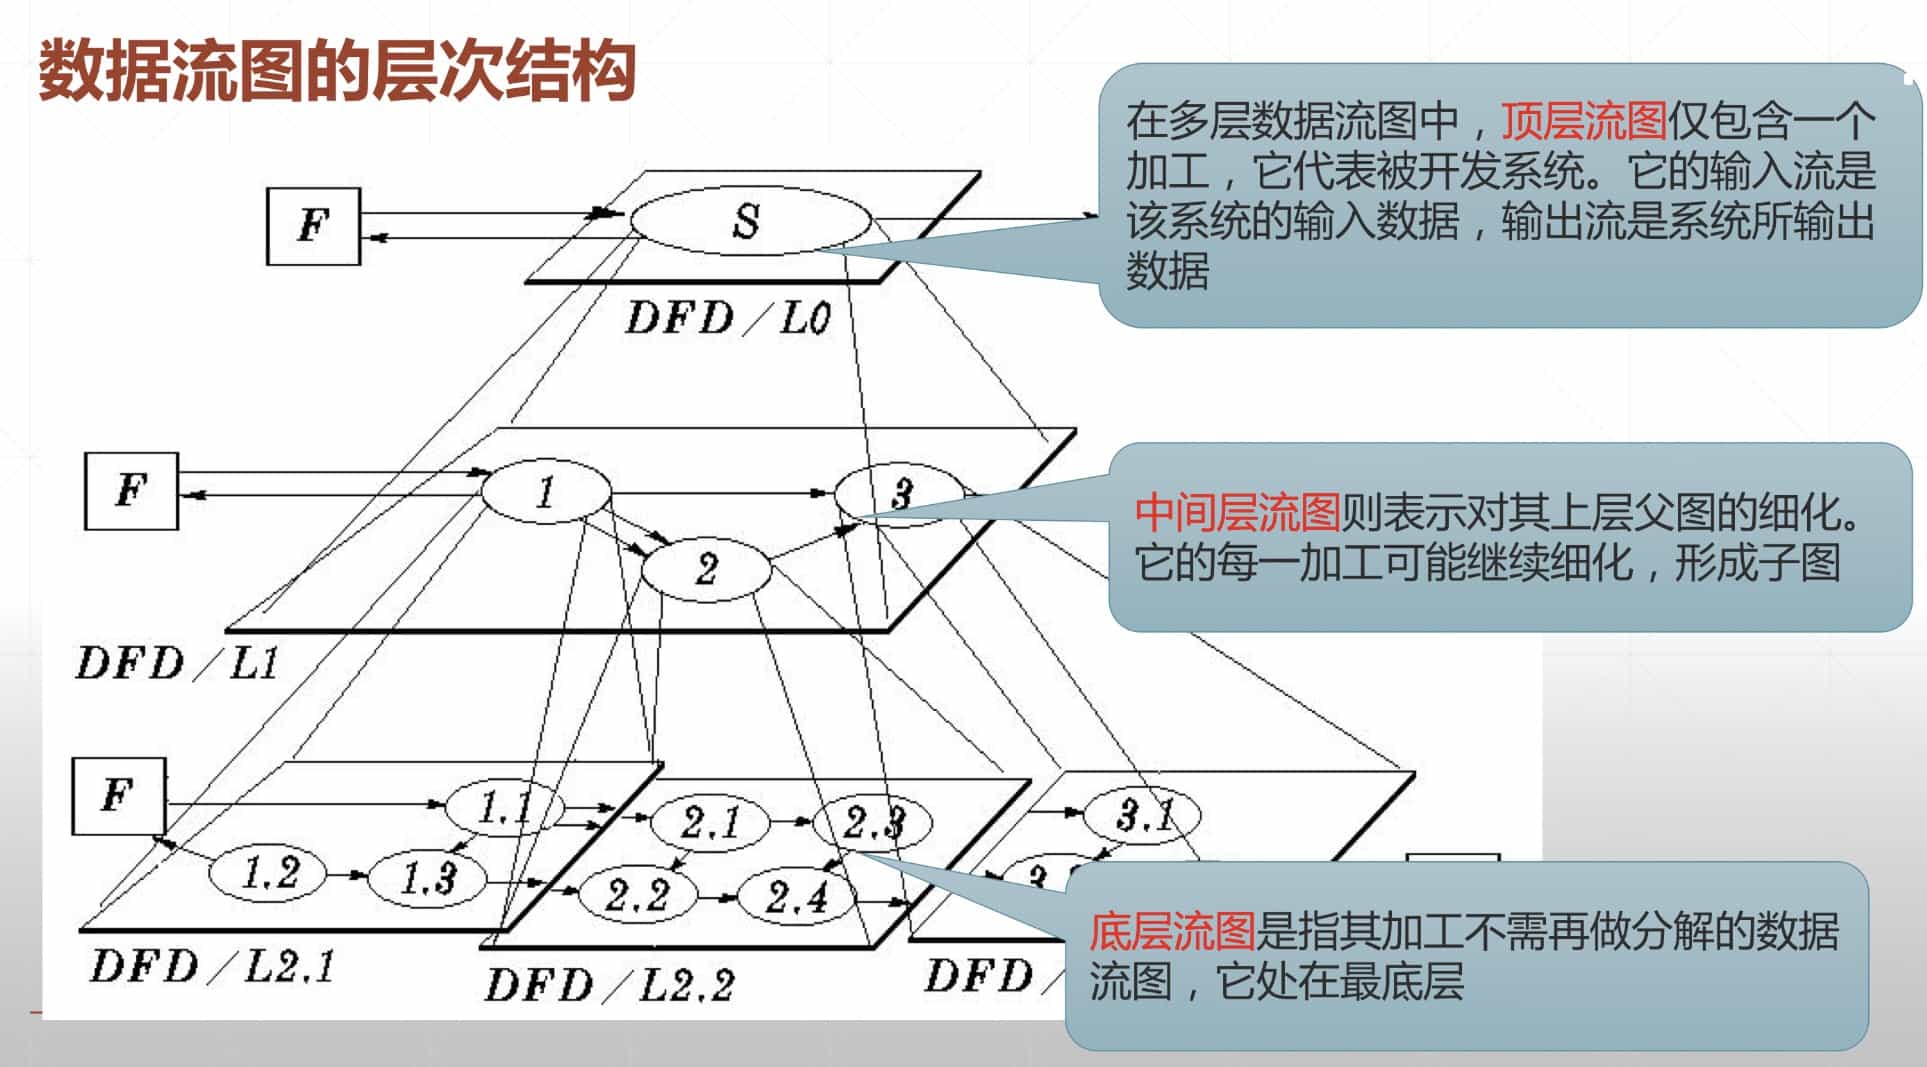 数据流图的层次结构
在多层数据流图中，顶层流图仅包含一个
加工，它代表被开发系统。它的输入流是
该系统的输入数据，输出流是系统所输出
数据
F
S
DFD／L0
F
1
3
2
中间层流图则表示对其上层父图的细化。
它的每一加工可能继续细化，形成子图
DFD／L1
F
1.1
2.1
2.3
3.1
1.2
1.3
2.2
2.4
底层流图是指其加工不需再做分解的数据
流图，它处在最底层
DFD／L2.1
DFD／L2.2
DFD／